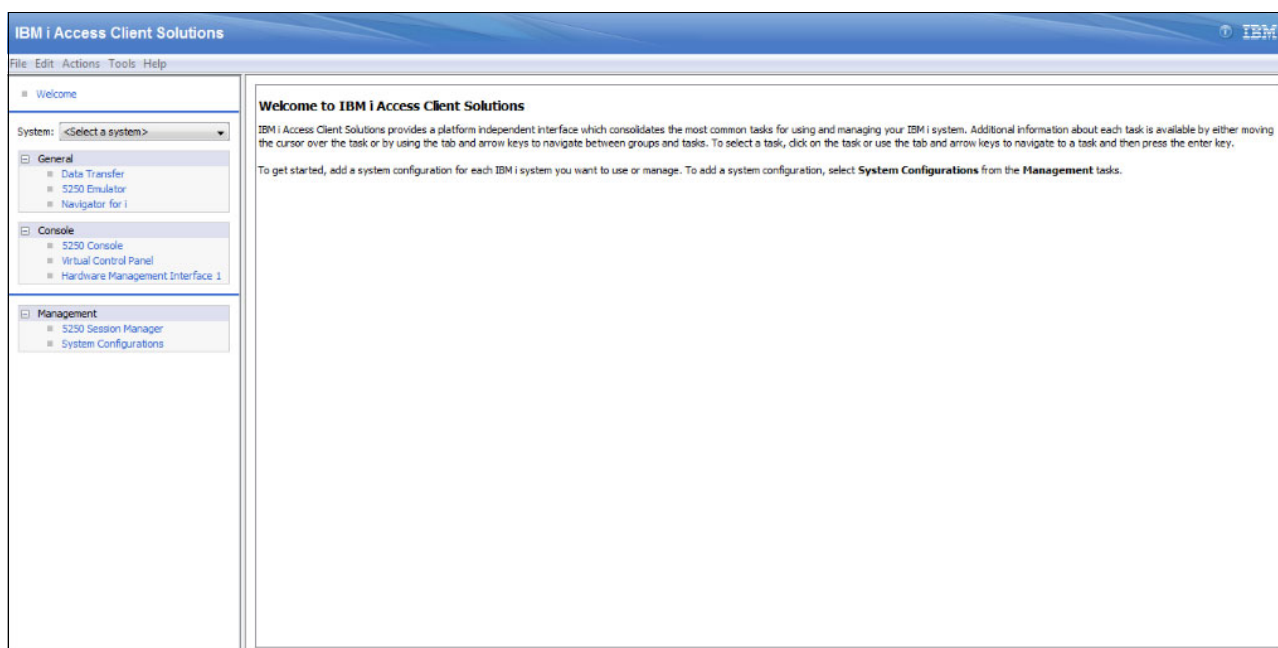 IBM i Access Client Solutions
IBM
File Edit Actions Tools Help
Welcome
System: <Select a system>
General
Data Transfer
5250 Emulator
Navigator for i
Console
5250 Console
Virtual Control Panel
Hardware Management Interface 1
Management
5250 Session Manager
System Configurations
Welcome to IBM i Access Client Solutions
IBM i Access Client Solutions provides a platform independent interface which consolidates the most common tasks for using and managing your IBM i system. Additional information about each task is available by either moving
the cursor over the task or by using the tab and arrow keys to navigate between groups and tasks. To select a task, click on the task or use the tab and arrow keys to navigate to a task and then press the enter key.
To get started, add a system configuration for each IBM i system you want to use or manage. To add a system configuration, select System Configurations from the Management tasks.